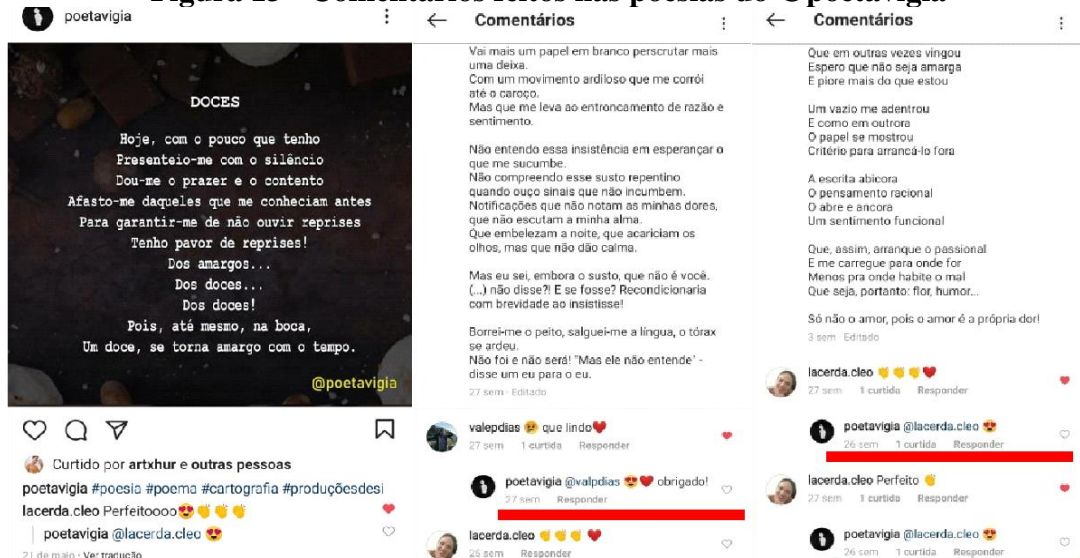 Figura 15 - Comentários feitos nas poesias do @poetavigia
poetavigia
DOCES
Hoje, com o pouco que tenho
Presenteio-me com o silêncio
Dou-me o prazer e o contento
Afasto-me daqueles que me conheciam antes
Para garantir-me de não ouvir reprises
Tenho pavor de reprises!
Dos amargos...
Dos doces...
Dos doces!
Pois, até mesmo, na boca,
Um doce, se torna amargo com o tempo.
@poetavigia
Curtido por artxhur e outras pessoas
poetavigia #poesia #poema #cartografia #produçõesdesi
lacerda.cleo Perfeitoooo😍👏👏👏
poetavigia @lacerda.cleo 😍
21 de maio · Ver tradução
Comentários
Vai mais um papel em branco perscrutar mais
uma deixa.
Com um movimento ardiloso que me corrói
até o caroço.
Mas que me leva ao entroncamento de razão e
sentimento.
Não entendo essa insistência em esperançar o
que me sucumbe.
Não compreendo esse susto repentino
quando ouço sinais que não incumbem.
Notificações que não notam as minhas dores,
que não escutam a minha alma.
Que embelezam a noite, que acariciam os
olhos, mas que não dão calma.
Mas eu sei, embora o susto, que não é você.
(...) não disse?! E se fosse? Recondicionaria
com brevidade ao insistisse!
Borrei-me o peito, salguei-me a língua, o tórax
se ardeu.
Não foi e não será! "Mas ele não entende" -
disse um eu para o eu.
27 sem · Editado
valepdias 🥺 que lindo❤️
27 sem 1 curtida Responder
poetavigia @valpdias 😍❤️ obrigado!
27 sem Responder
lacerda.cleo 👏👏👏❤️
26 sem Responder
Comentários
Que em outras vezes vingou
Espero que não seja amarga
E piore mais do que estou
Um vazio me adentrou
E como em outrora
O papel se mostrou
Critério para arrancá-lo fora
A escrita abicora
O pensamento racional
O abre e ancora
Um sentimento funcional
Que, assim, arranque o passional
E me carregue para onde for
Menos pra onde habite o mal
Que seja, portanto: flor, humor...
Só não o amor, pois o amor é a própria dor!
3 sem Editado
lacerda.cleo 👏👏👏❤️
27 sem 1 curtida Responder
poetavigia @lacerda.cleo 😍
26 sem 1 curtida Responder
lacerda.cleo Perfeito 👏
27 sem 1 curtida Responder
poetavigia @lacerda.cleo 😍
26 sem 1 curtida Responder